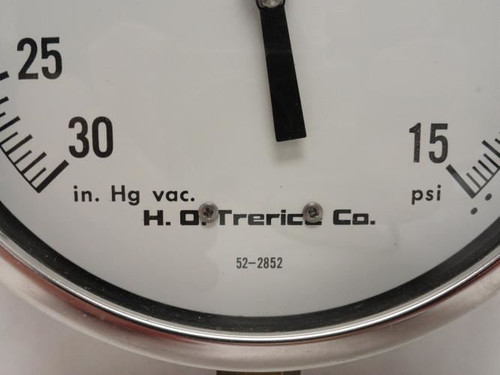 25
30
15
in. Hg vac.
psi
H. O. Trerice Co.
52-2852